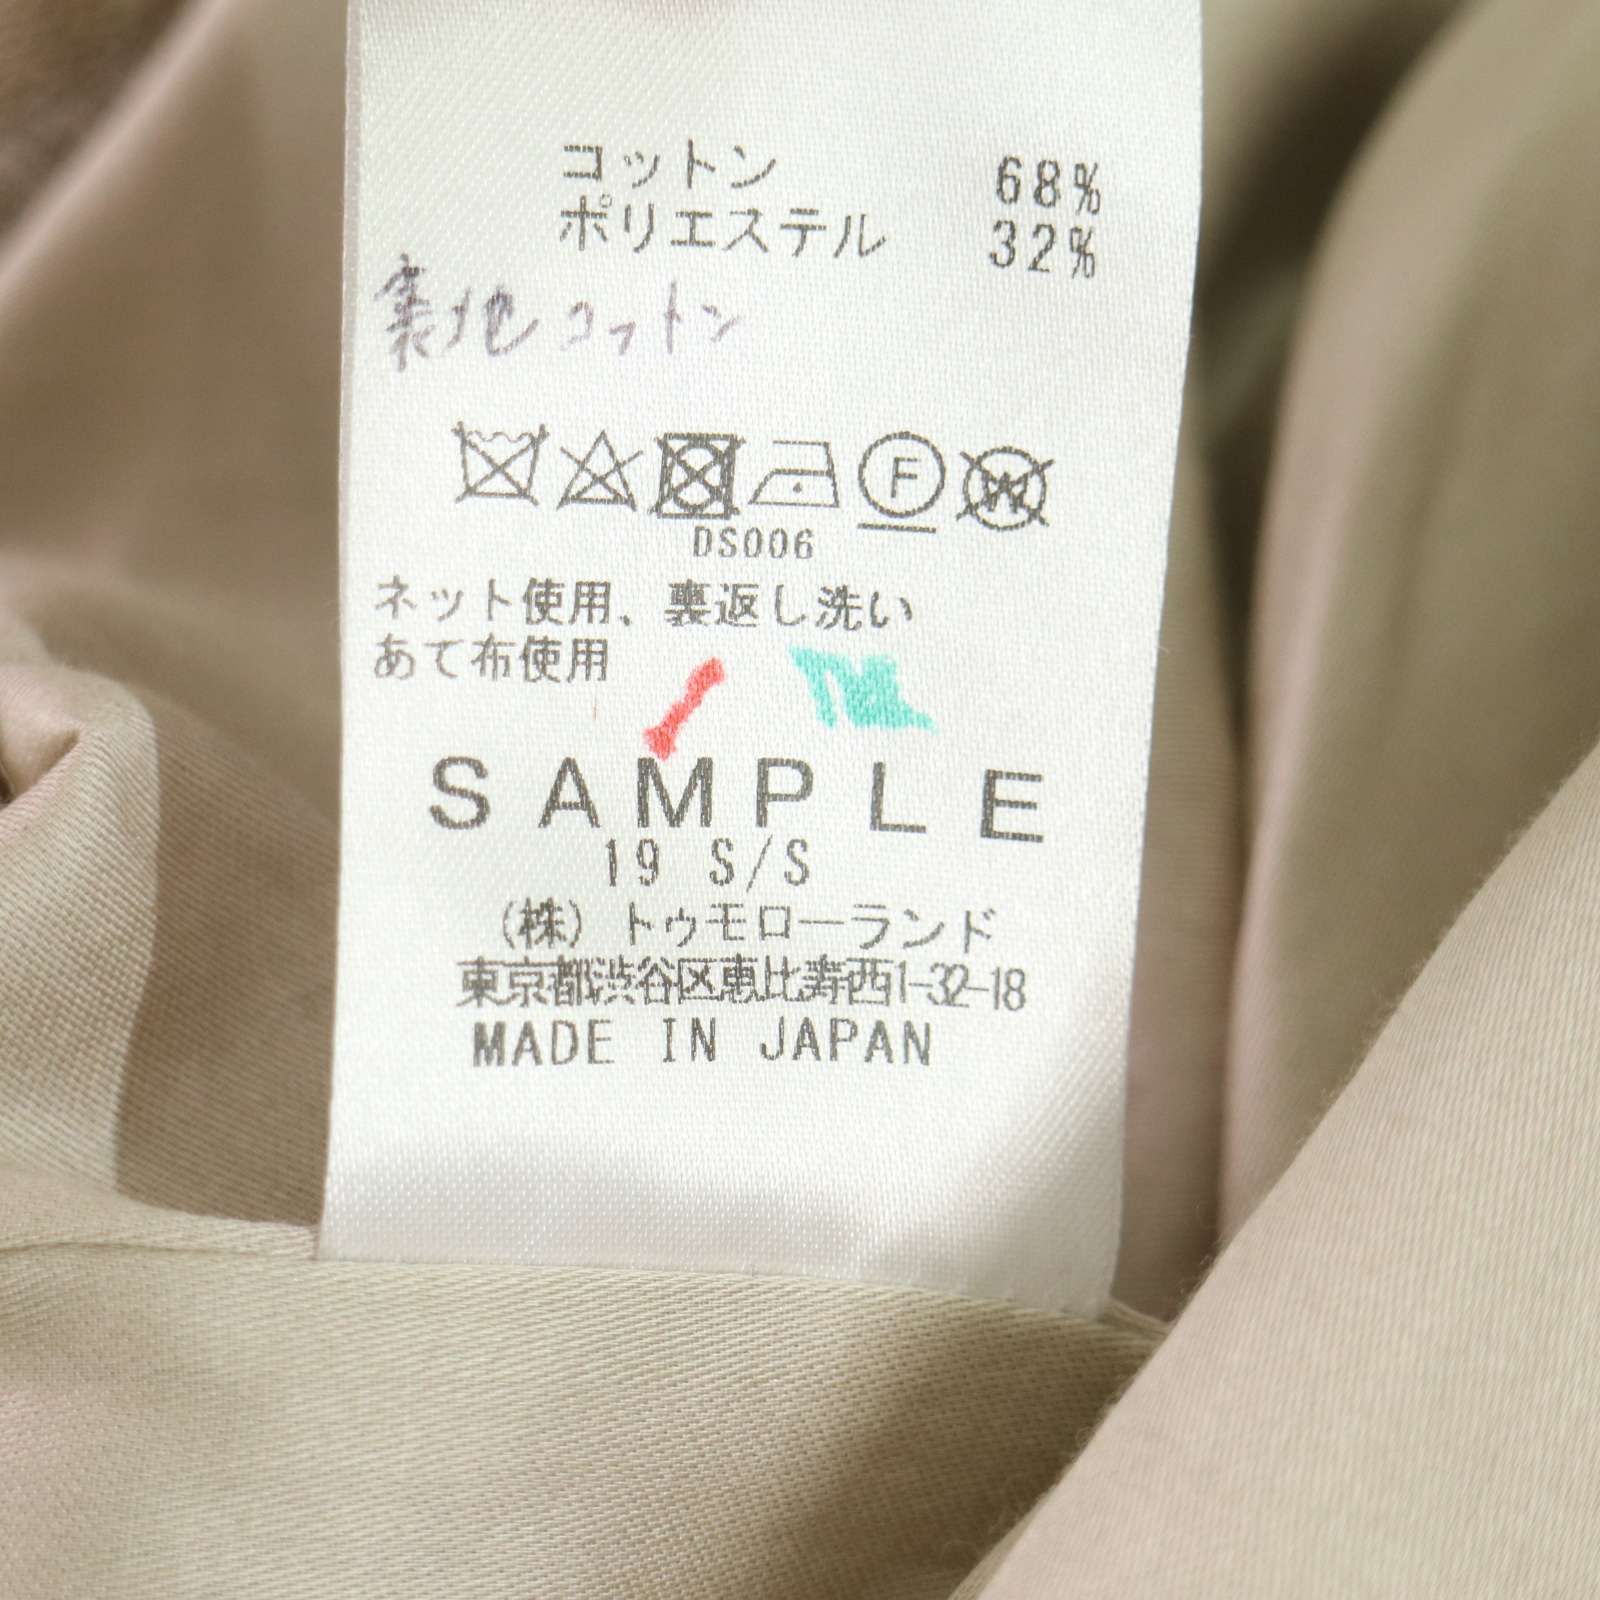 コットン 68%
ポリエステル 32%
裏地 コットン
F W
DS006
ネット使用、裏返し洗い
あて布使用
SAMPLE
19 S/S
(株) トゥモローランド
東京都渋谷区恵比寿西1-32-18
MADE IN JAPAN